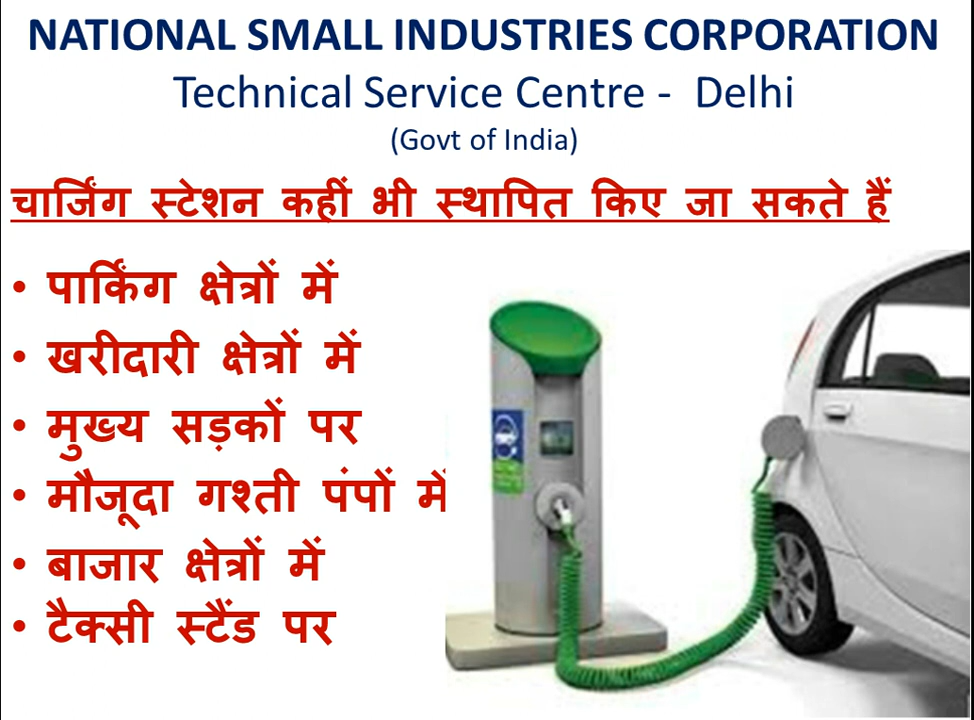 NATIONAL SMALL INDUSTRIES CORPORATION
Technical Service Centre - Delhi
(Govt of India)
चार्जिंग स्टेशन कहीं भी स्थापित किए जा सकते हैं
• पार्किंग क्षेत्रों में
• खरीदारी क्षेत्रों में
• मुख्य सड़कों पर
• मौजूदा गश्ती पंपों में
• बाजार क्षेत्रों में
• टैक्सी स्टैंड पर